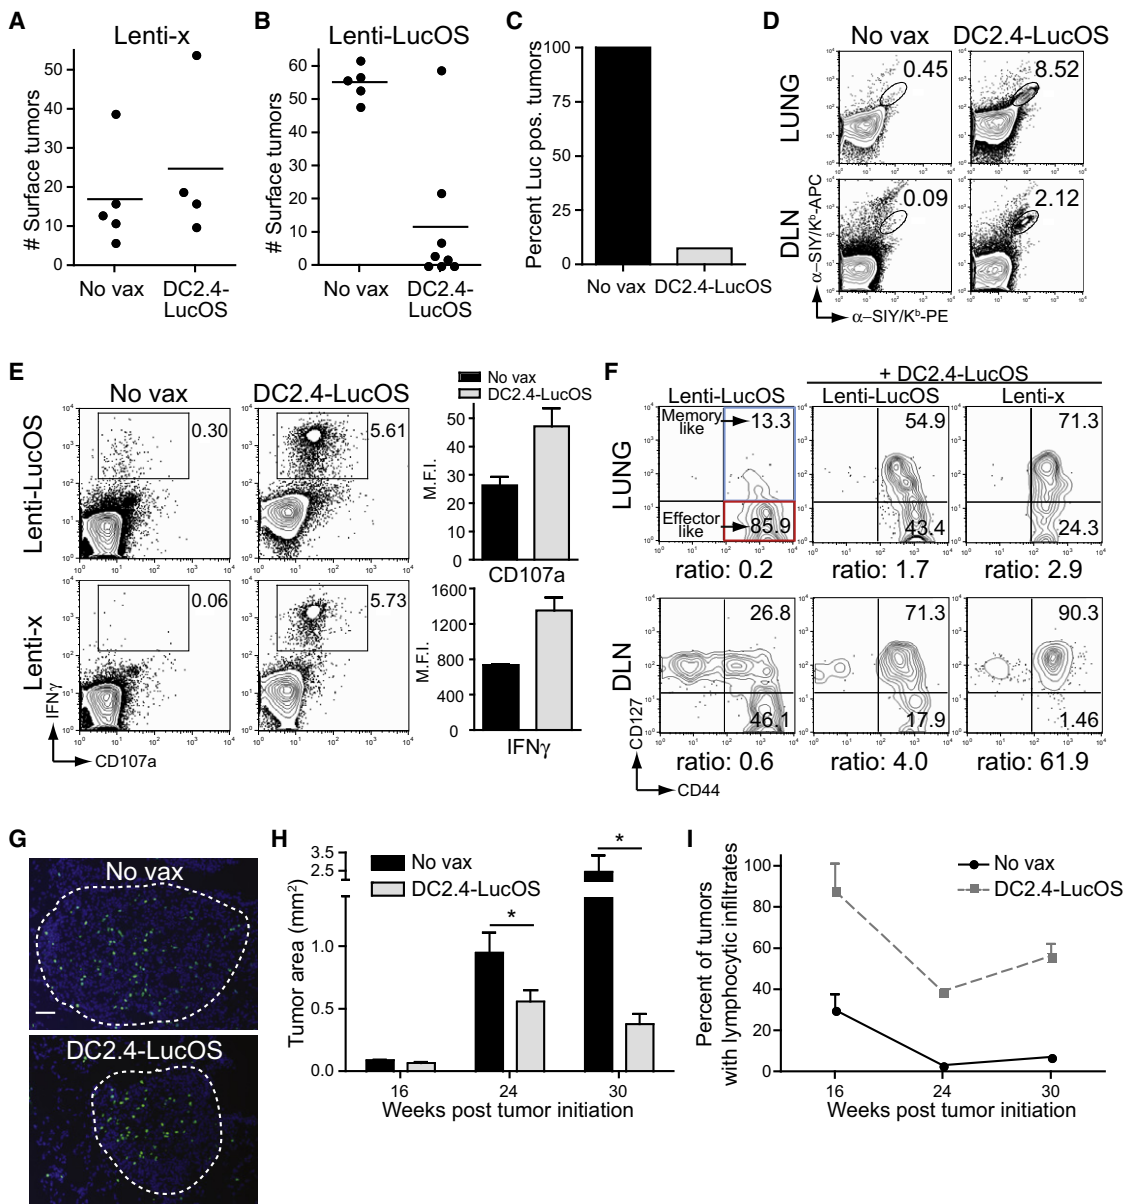 A
Lenti-x
# Surface tumors
50
40
30
20
10
0
No vax
DC2.4-
LucOS
B
Lenti-LucOS
# Surface tumors
60
50
40
30
20
10
0
No vax
DC2.4-
LucOS
C
Percent Luc pos. tumors
100
75
50
25
0
No vax
DC2.4-LucOS
D
No vax
DC2.4-LucOS
LUNG
0.45
8.52
DLN
0.09
2.12
α–SIY/Kᵇ-APC
α–SIY/Kᵇ-PE
E
No vax
DC2.4-LucOS
Lenti-LucOS
0.30
5.61
Lenti-x
0.06
5.73
IFNγ
CD107a
No vax
DC2.4-LucOS
M.F.I.
50
40
30
20
10
0
CD107a
M.F.I.
1600
1200
800
400
0
IFNγ
F
+ DC2.4-LucOS
Lenti-LucOS
Lenti-LucOS
Lenti-x
LUNG
Memory
like
13.3
Effector
like
85.9
54.9
43.4
71.3
24.3
ratio: 0.2
ratio: 1.7
ratio: 2.9
DLN
26.8
46.1
71.3
17.9
90.3
1.46
ratio: 0.6
ratio: 4.0
ratio: 61.9
CD127
CD44
G
No vax
DC2.4-LucOS
H
No vax
DC2.4-LucOS
Tumor area (mm²)
3.5
2.5
1.0
0.5
0.0
*
*
16
24
30
Weeks post tumor initiation
I
No vax
DC2.4-LucOS
Percent of tumors
with lymphocytic infiltrates
100
80
60
40
20
0
16
24
30
Weeks post tumor initiation